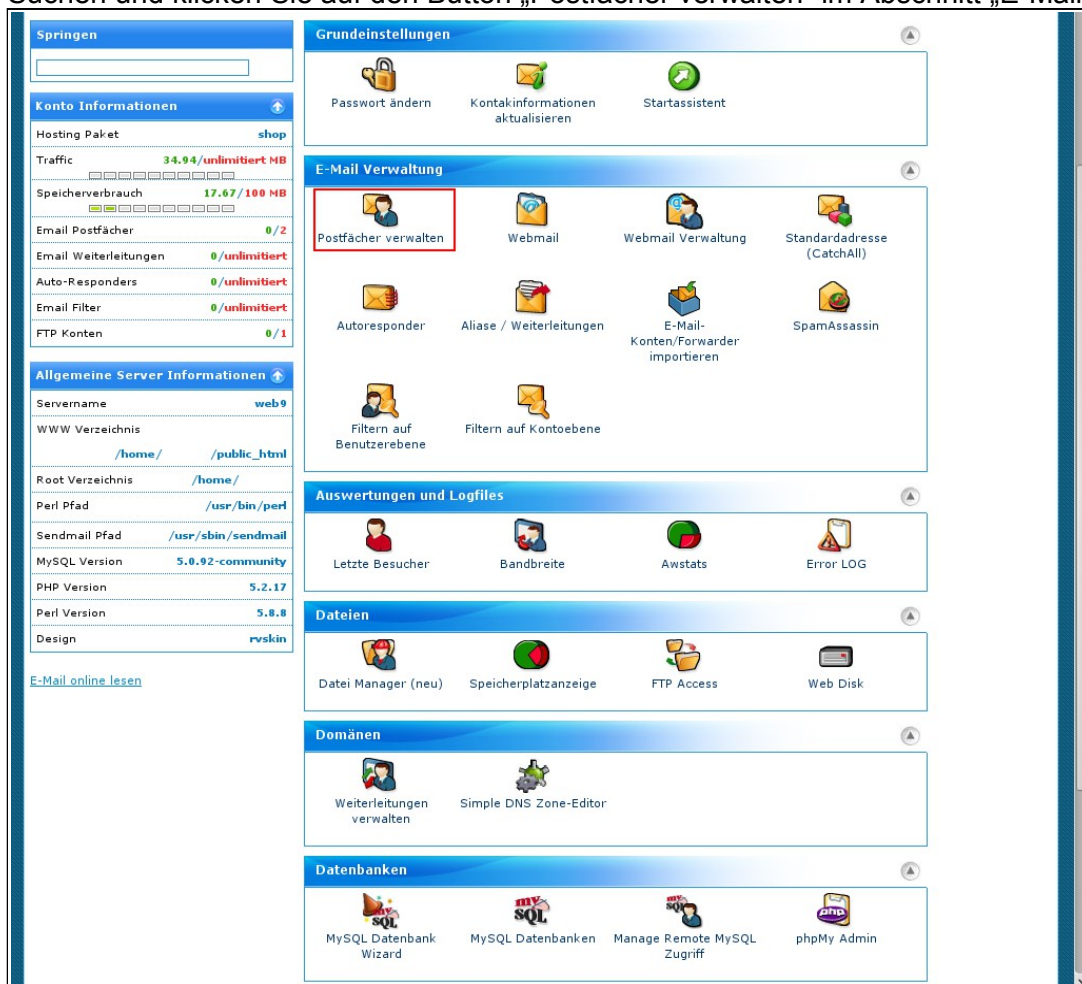 Suchen und klicken Sie auf den Button „Postfächer verwalten“ im Abschnitt „E-Mail
Springen
Konto Informationen
Hosting Paket shop
Traffic 34.94/unlimitiert MB
Speicherverbrauch 17.67/100 MB
Email Postfächer 0/2
Email Weiterleitungen 0/unlimitiert
Auto-Responders 0/unlimitiert
Email Filter 0/unlimitiert
FTP Konten 0/1
Allgemeine Server Informationen
Servername web9
WWW Verzeichnis
/home/ /public_html
Root Verzeichnis /home/
Perl Pfad /usr/bin/perl
Sendmail Pfad /usr/sbin/sendmail
MySQL Version 5.0.92-community
PHP Version 5.2.17
Perl Version 5.8.8
Design rvskin
E-Mail online lesen
Grundeinstellungen
Passwort ändern Kontakinformationen Startassistent
aktualisieren
E-Mail Verwaltung
Postfächer verwalten Webmail Webmail Verwaltung Standardadresse
(CatchAll)
Autoresponder Aliase / Weiterleitungen E-Mail- SpamAssassin
Konten/Forwarder
importieren
Filtern auf Filtern auf Kontoebene
Benutzerebene
Auswertungen und Logfiles
Letzte Besucher Bandbreite Awstats Error LOG
Dateien
Datei Manager (neu) Speicherplatzanzeige FTP Access Web Disk
Domänen
Weiterleitungen Simple DNS Zone-Editor
verwalten
Datenbanken
MySQL Datenbank MySQL Datenbanken Manage Remote MySQL phpMy Admin
Wizard Zugriff